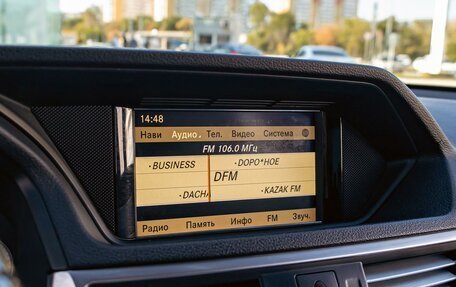 14:48
Нави Аудио Тел. Видео Система
FM 106.0 МГц
·BUSINESS ·DOPO*HOE
DFM
·DACHA ·KAZAK FM
Радио Память Инфо FM Звуч.